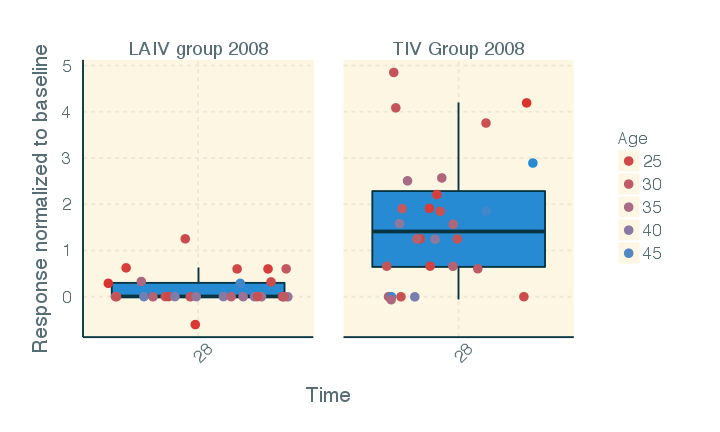 LAIV group 2008
TIV Group 2008
Response normalized to baseline
5
4
3
2
1
0
28
28
Time
Age
25
30
35
40
45